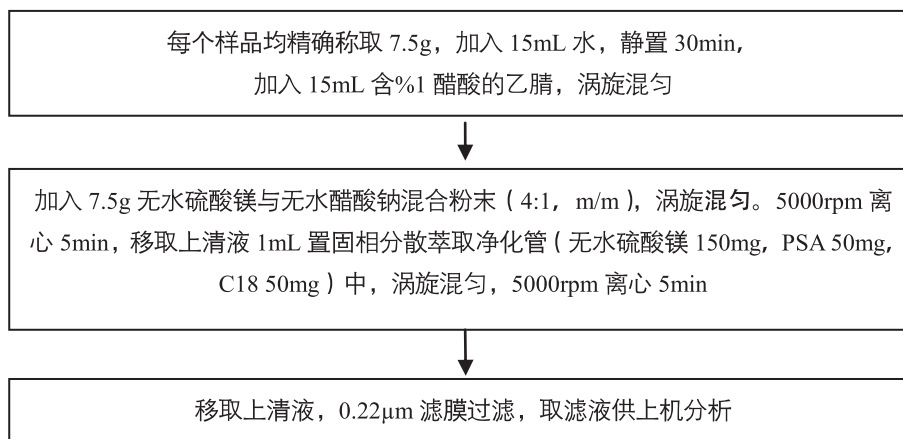 每个样品均精确称取 7.5g，加入 15mL 水，静置 30min，
加入 15mL 含%1 醋酸的乙腈，涡旋混匀
加入 7.5g 无水硫酸镁与无水醋酸钠混合粉末（4:1，m/m），涡旋混匀。5000rpm 离
心 5min，移取上清液 1mL 置固相分散萃取净化管（无水硫酸镁 150mg，PSA 50mg，
C18 50mg）中，涡旋混匀，5000rpm 离心 5min
移取上清液，0.22μm 滤膜过滤，取滤液供上机分析